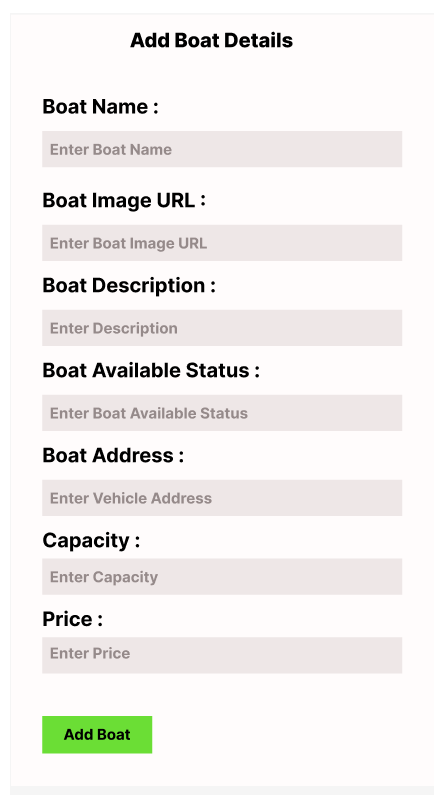 Add Boat Details
Boat Name :
Enter Boat Name
Boat Image URL :
Enter Boat Image URL
Boat Description :
Enter Description
Boat Available Status :
Enter Boat Available Status
Boat Address :
Enter Vehicle Address
Capacity :
Enter Capacity
Price :
Enter Price
Add Boat